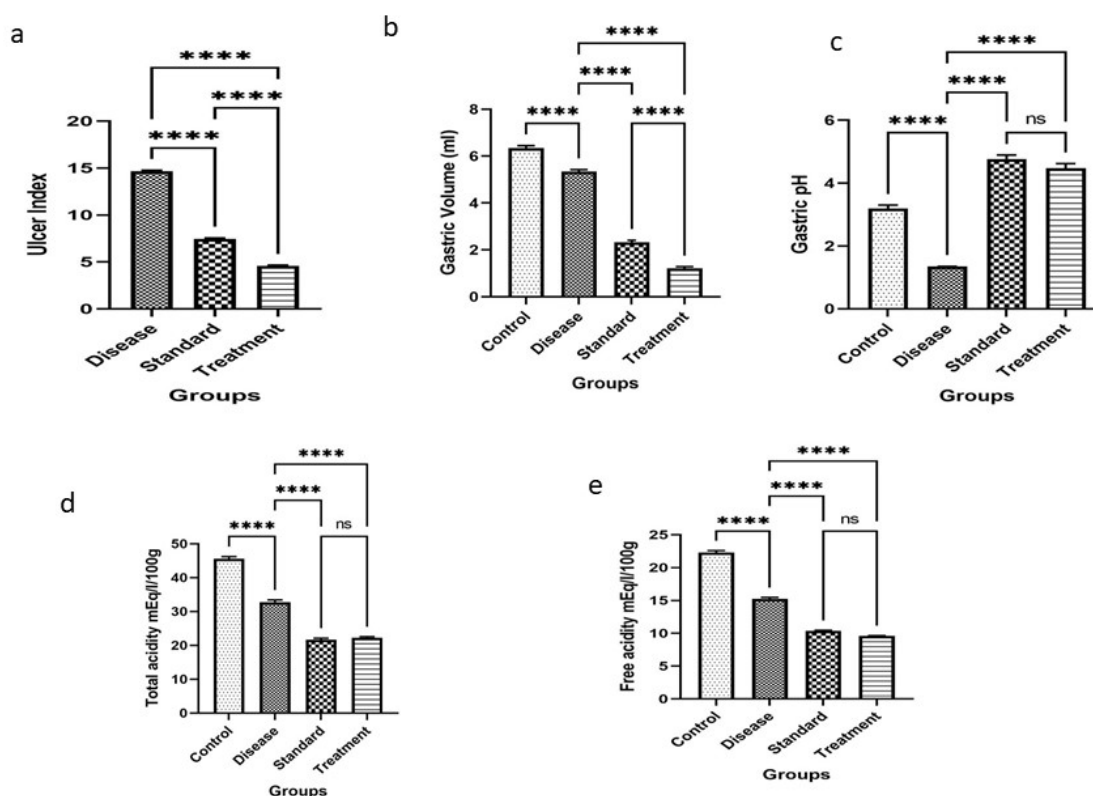 a
****
****
****
20
15
10
5
0
Ulcer Index
Disease
Standard
Treatment
Groups
b
****
****
****
****
8
6
4
2
0
Gastric Volume (ml)
Control
Disease
Standard
Treatment
Groups
c
****
****
****
ns
6
4
2
0
Gastric pH
Control
Disease
Standard
Treatment
Groups
d
****
****
****
ns
50
40
30
20
10
0
Total acidity mEq/l/100g
Control
Disease
Standard
Treatment
Groups
e
****
****
****
ns
25
20
15
10
5
0
Free acidity mEq/l/100g
Control
Disease
Standard
Treatment
Groups